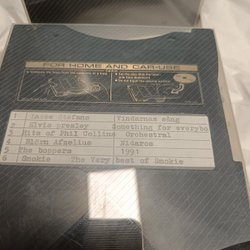 FOR HOME AND CAR-USE
1 Lasse Stefanz Vindarnas sång
2 Elvis presley Something for everybo
3 Hits of Phil Collins Orchestral
4 Björn Afzelius Nidaros
5 The boppers 1991
6 Smokie The Very best of Smokie